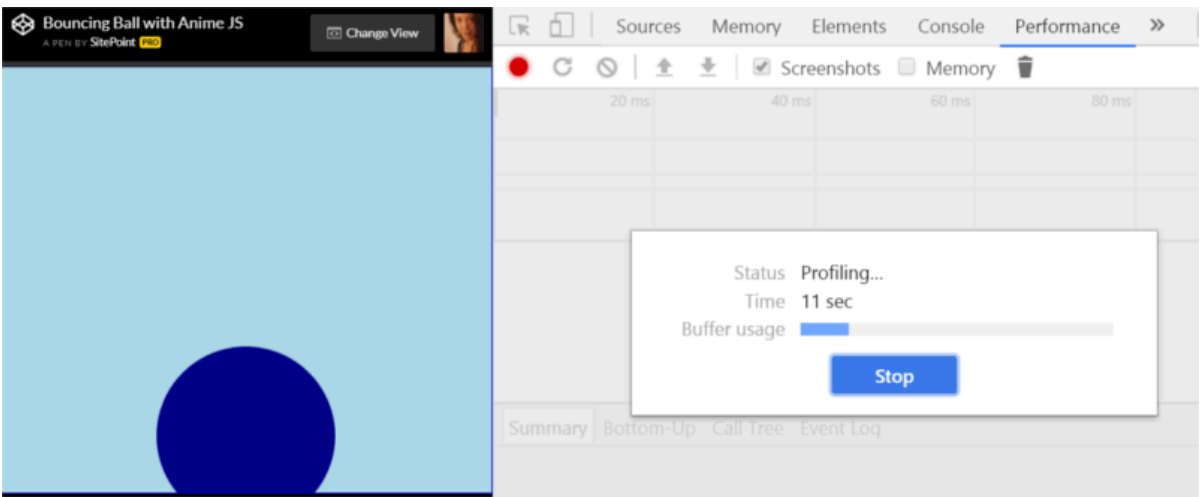 Bouncing Ball with Anime JS
A PEN BY SitePoint PRO
Change View
Sources Memory Elements Console Performance »
Screenshots Memory
20 ms 40 ms 60 ms 80 ms
Status Profiling...
Time 11 sec
Buffer usage
Stop
Summary Bottom-Up Call Tree Event Log